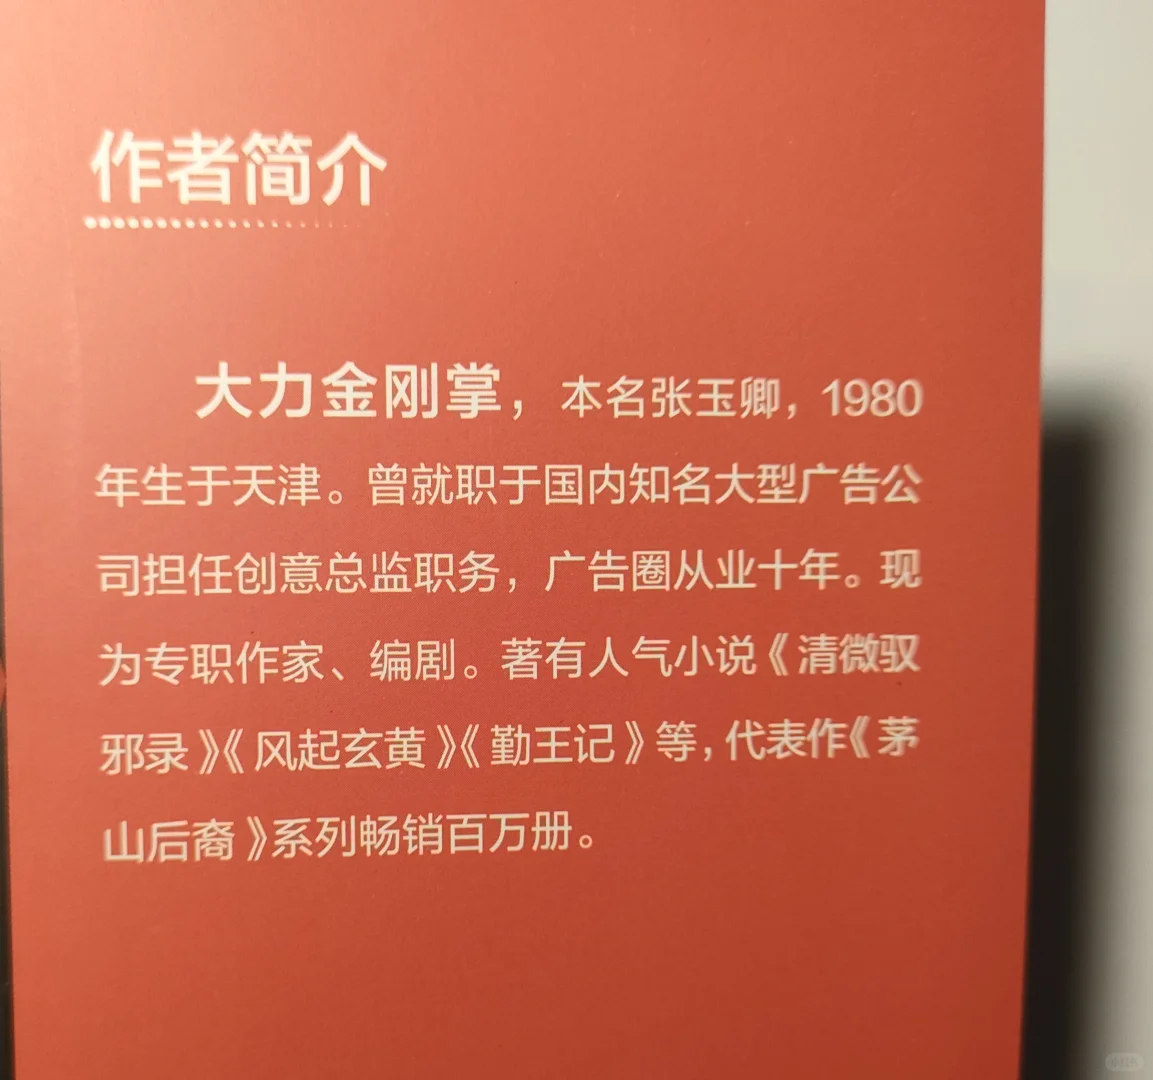 作者简介
大力金刚掌，本名张玉卿，1980
年生于天津。曾就职于国内知名大型广告公
司担任创意总监职务，广告圈从业十年。现
为专职作家、编剧。著有人气小说《清微驭
邪录》《风起玄黄》《勤王记》等，代表作《茅
山后裔》系列畅销百万册。